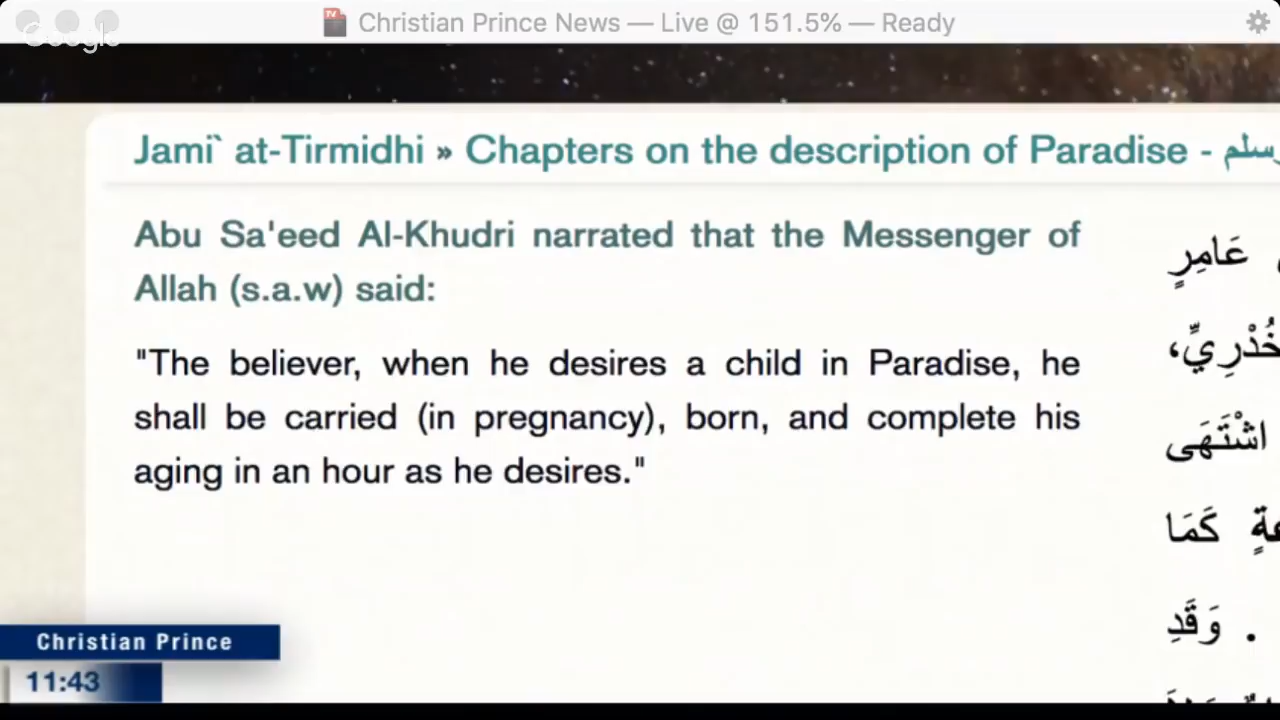 Christian Prince News — Live @ 151.5% — Ready
Google
Jami` at-Tirmidhi » Chapters on the description of Paradise -
Abu Sa'eed Al-Khudri narrated that the Messenger of
Allah (s.a.w) said:
"The believer, when he desires a child in Paradise, he
shall be carried (in pregnancy), born, and complete his
aging in an hour as he desires."
عَامِرٍ
اشْتَهَى
كَمَا
. وَقَدِ
Christian Prince
11:43